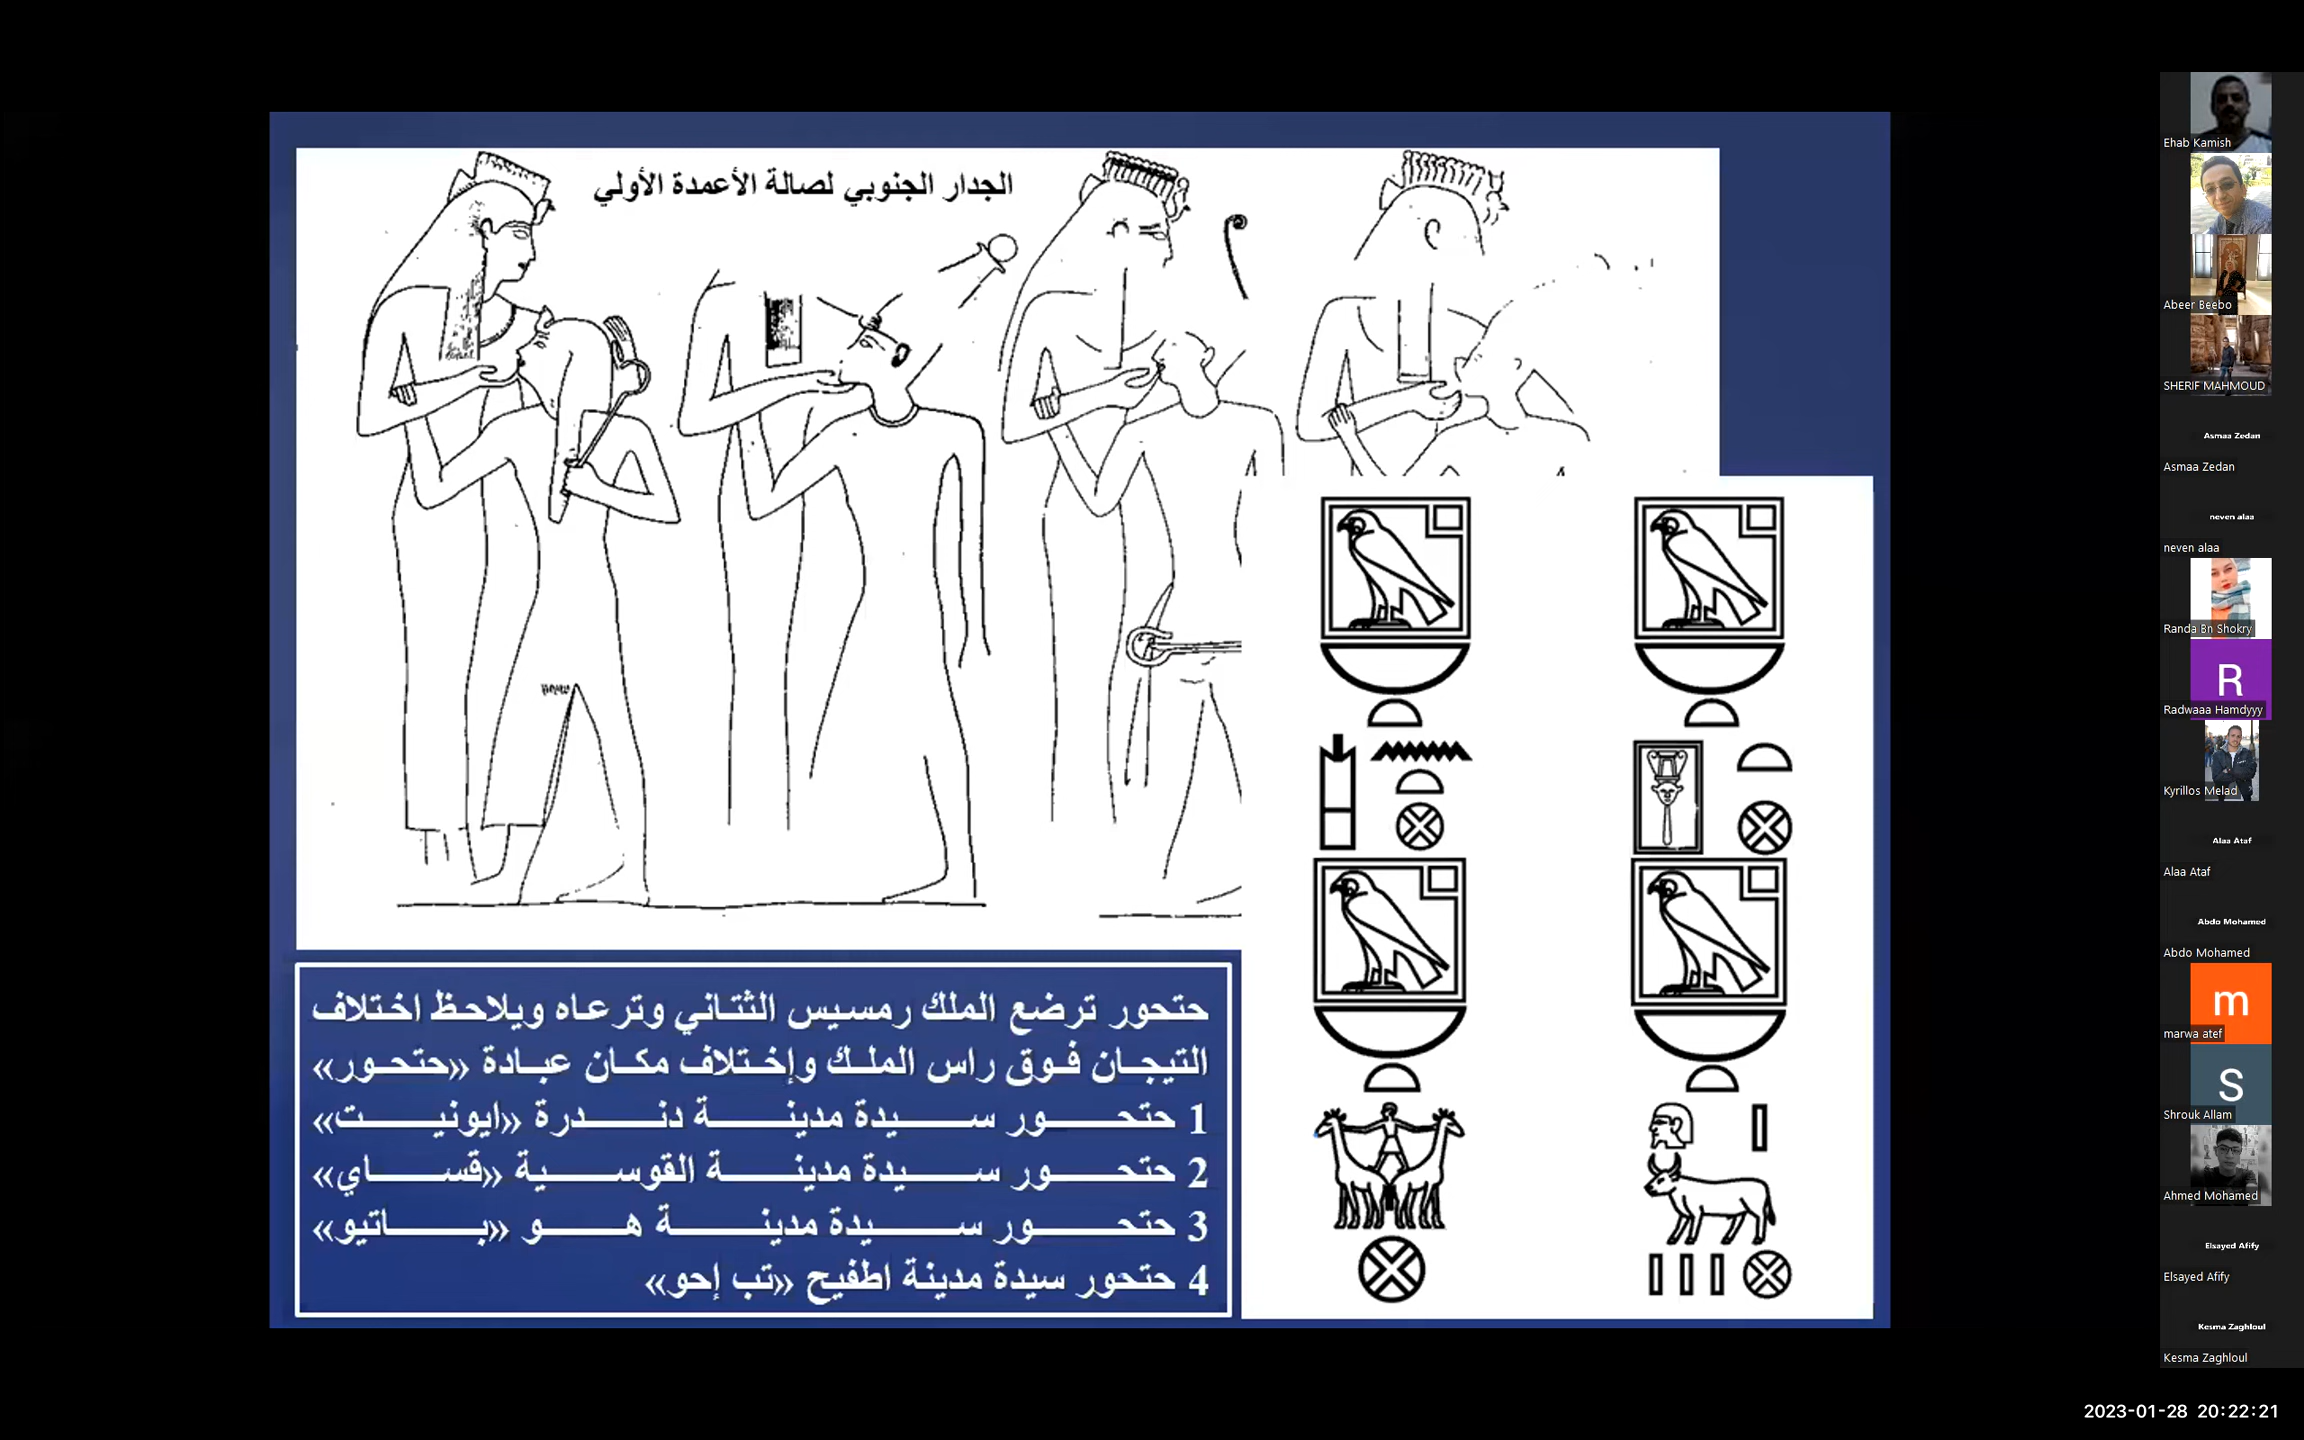 الجدار الجنوبي لصالة الأعمدة الأولي
حتحور ترضع الملك رمسيس الثتاني وترعاه ويلاحظ اختلاف
التيجان فوق راس الملك وإختلاف مكان عبادة «حتحور»
1 حتحور سيدة مدينة دندرة «ايونيت»
2 حتحور سيدة مدينة القوسية «قساي»
3 حتحور سيدة مدينة هو «باتيو»
4 حتحور سيدة مدينة اطفيح «تب إحو»
Ehab Kamish
Abeer Beebo
SHERIF MAHMOUD
Asmaa Zedan
Asmaa Zedan
neven alaa
neven alaa
Randa Bn Shokry
R
Radwaaa Hamdyyy
Kyrillos Melad
Alaa Ataf
Alaa Ataf
Abdo Mohamed
Abdo Mohamed
m
marwa atef
S
Shrouk Allam
Ahmed Mohamed
Elsayed Afify
Elsayed Afify
Kesma Zaghloul
Kesma Zaghloul
2023-01-28 20:22:21